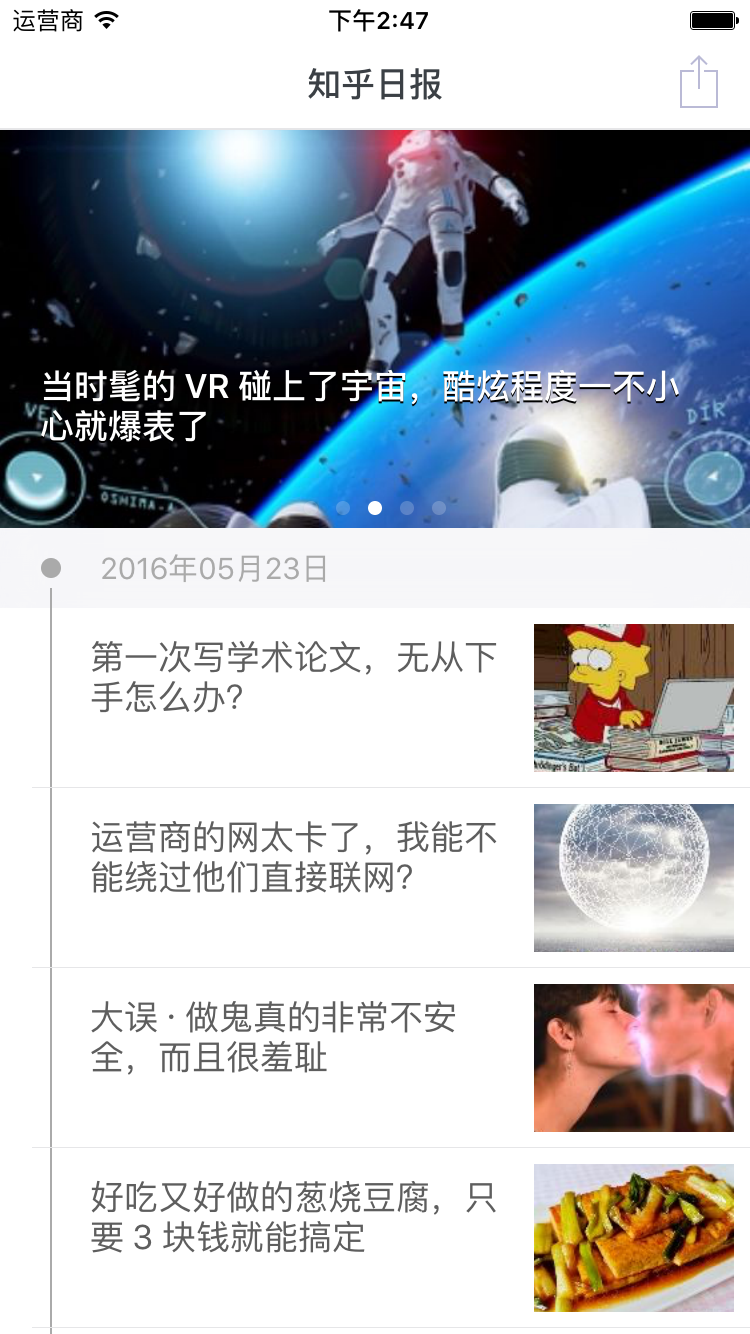 运营商
下午2:47
知乎日报
当时髦的 VR 碰上了宇宙，酷炫程度一不小
心就爆表了
DIR
OSHIMA-
2016年05月23日
第一次写学术论文，无从下
手怎么办?
运营商的网太卡了，我能不
能绕过他们直接联网?
大误 · 做鬼真的非常不安
全，而且很羞耻
好吃又好做的葱烧豆腐，只
要 3 块钱就能搞定